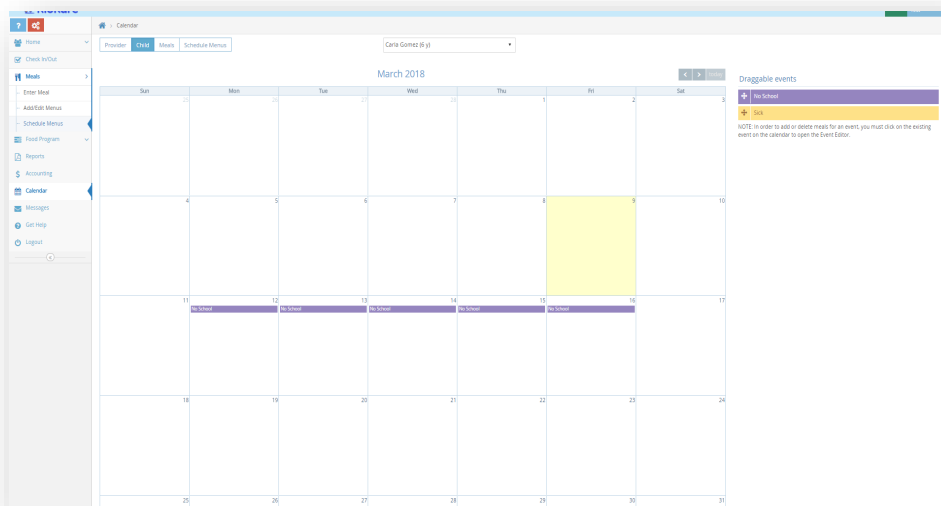 KidKare
?
Home
Check In/Out
Meals
Enter Meal
Add/Edit Menus
Schedule Menus
Food Program
Reports
$ Accounting
Calendar
Messages
Get Help
Logout
> Calendar
Provider Child Meals Schedule Menus
Carla Gomez (6 y)
March 2018
Sun Mon Tue Wed Thu Fri Sat
25 26 27 28 1 2 3
4 5 6 7 8 9 10
11 12 13 14 15 16 17
No School No School No School No School No School
18 19 20 21 22 23 24
25 26 27 28 29 30 31
Draggable events
No School
Sick
NOTE: In order to add or delete meals for an event, you must click on the existing
event on the calendar to open the Event Editor.